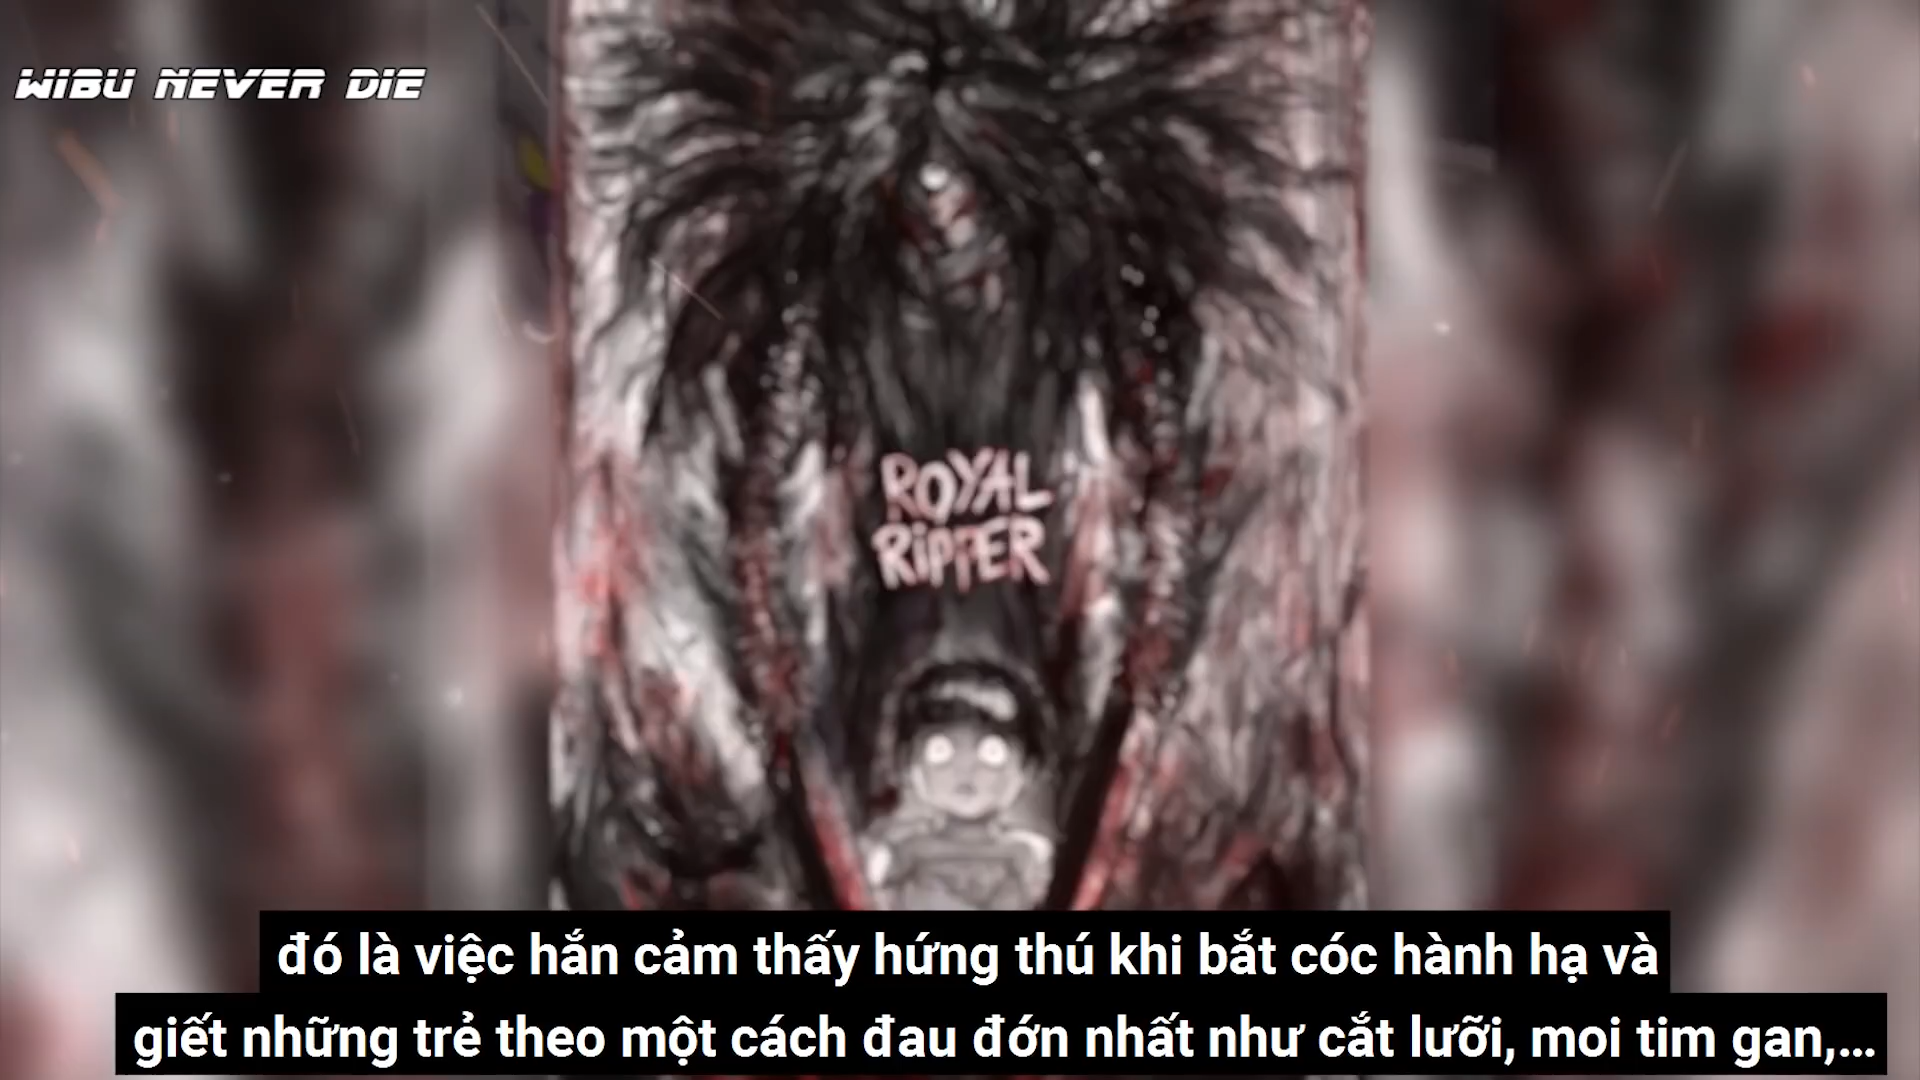 WIBU NEVER DIE
ROYAL
RIPPER
đó là việc hắn cảm thấy hứng thú khi bắt cóc hành hạ và
giết những trẻ theo một cách đau đớn nhất như cắt lưỡi, moi tim gan,...